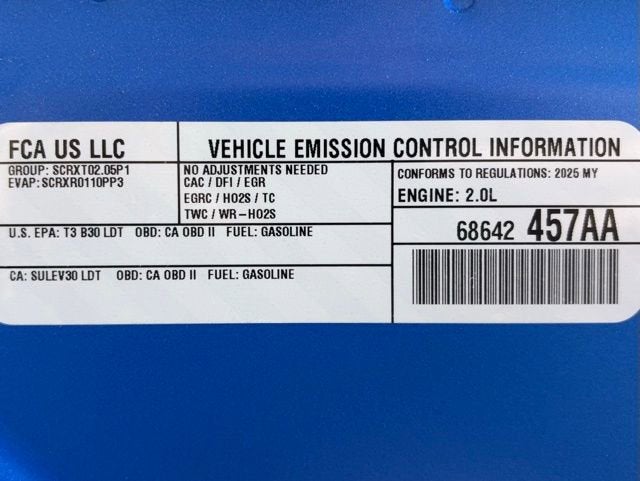 FCA US LLC
VEHICLE EMISSION CONTROL INFORMATION
GROUP: SCRXT02.05P1
EVAP: SCRXR0110PP3
NO ADJUSTMENTS NEEDED
CAC / DFI / EGR
EGRC / HO2S / TC
TWC / WR-HO2S
CONFORMS TO REGULATIONS: 2025 MY
ENGINE: 2.0L
U.S. EPA: T3 B30 LDT OBD: CA OBD II FUEL: GASOLINE
68642 457AA
CA: SULEV30 LDT OBD: CA OBD II FUEL: GASOLINE